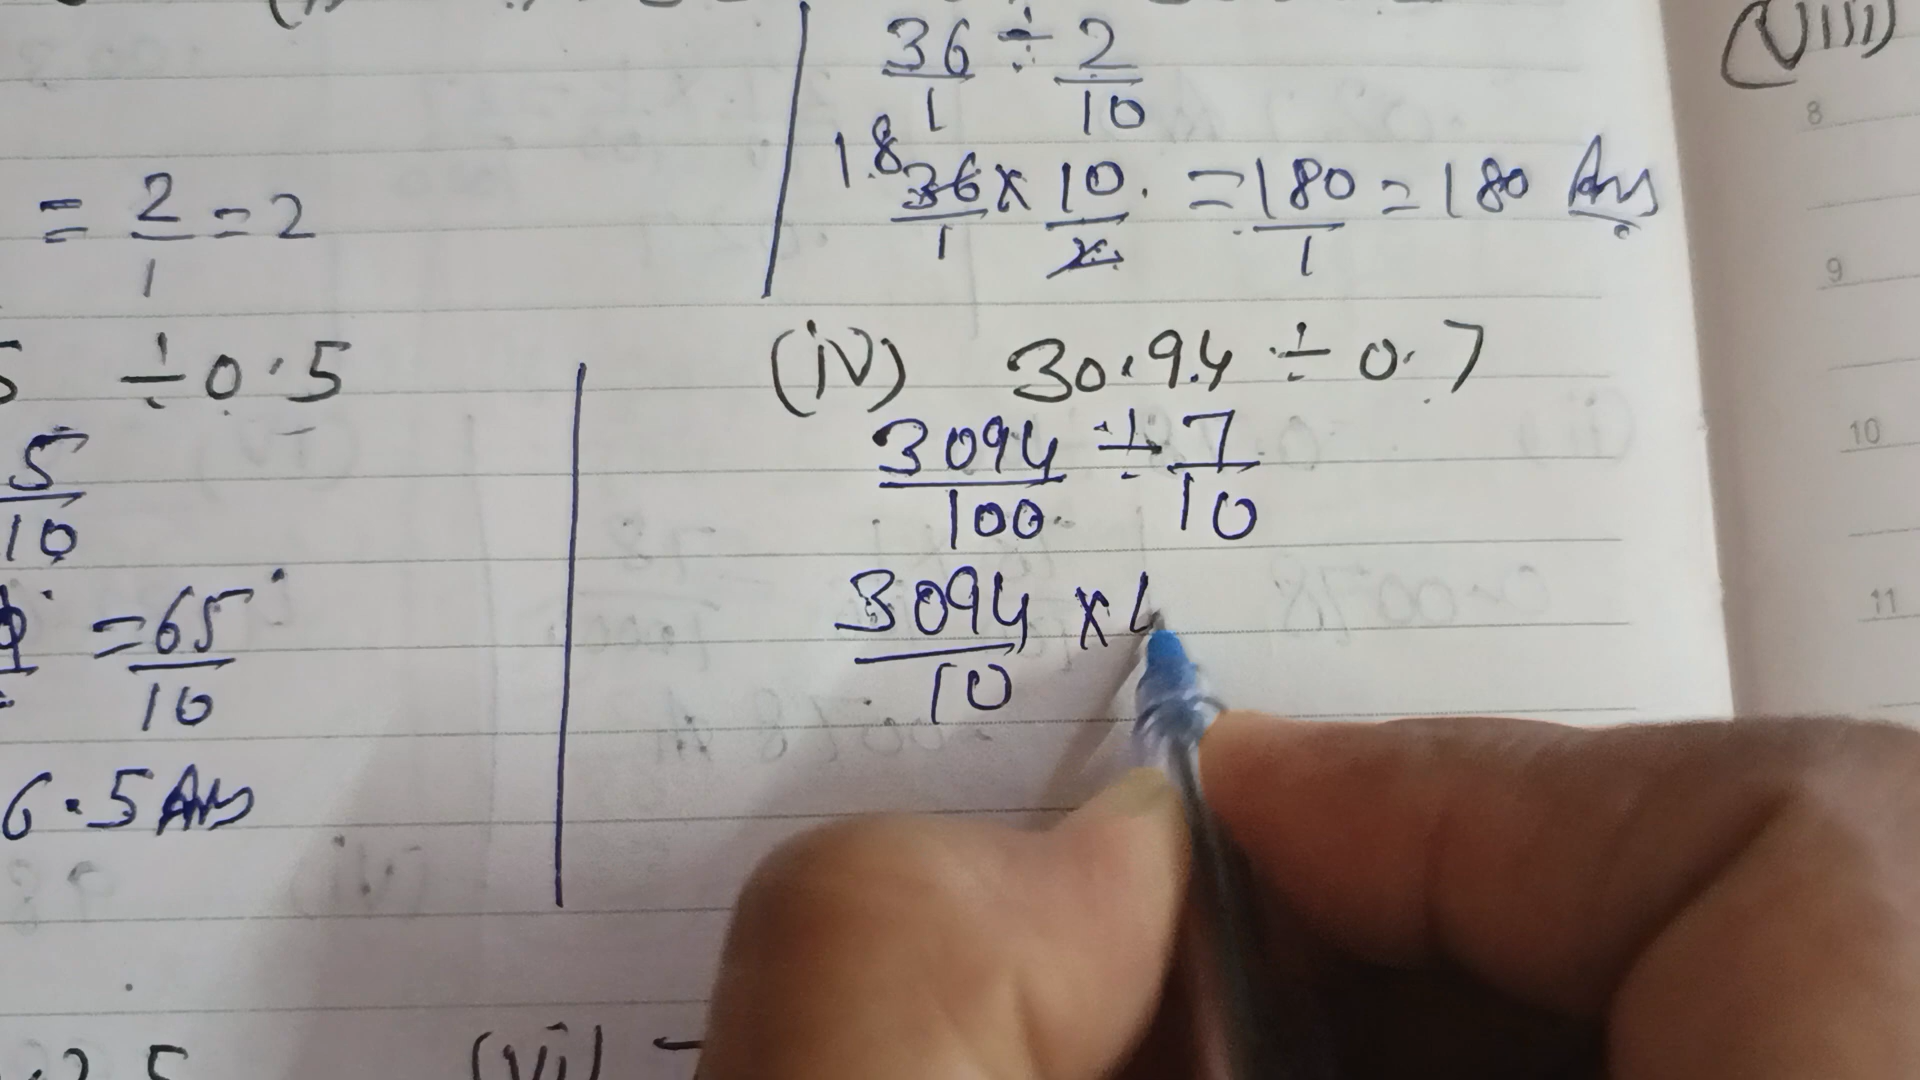 (VIII)
36/1 ÷ 2/10
18
36/1 × 10/2 = 180/1 = 180 Ans
= 2/1 = 2
÷ 0.5
5/10
= 65/10
6.5 Ans
(iv) 30.94 ÷ 0.7
3094/100 ÷ 7/10
3094/10 ×
(vi)
8
9
10
11